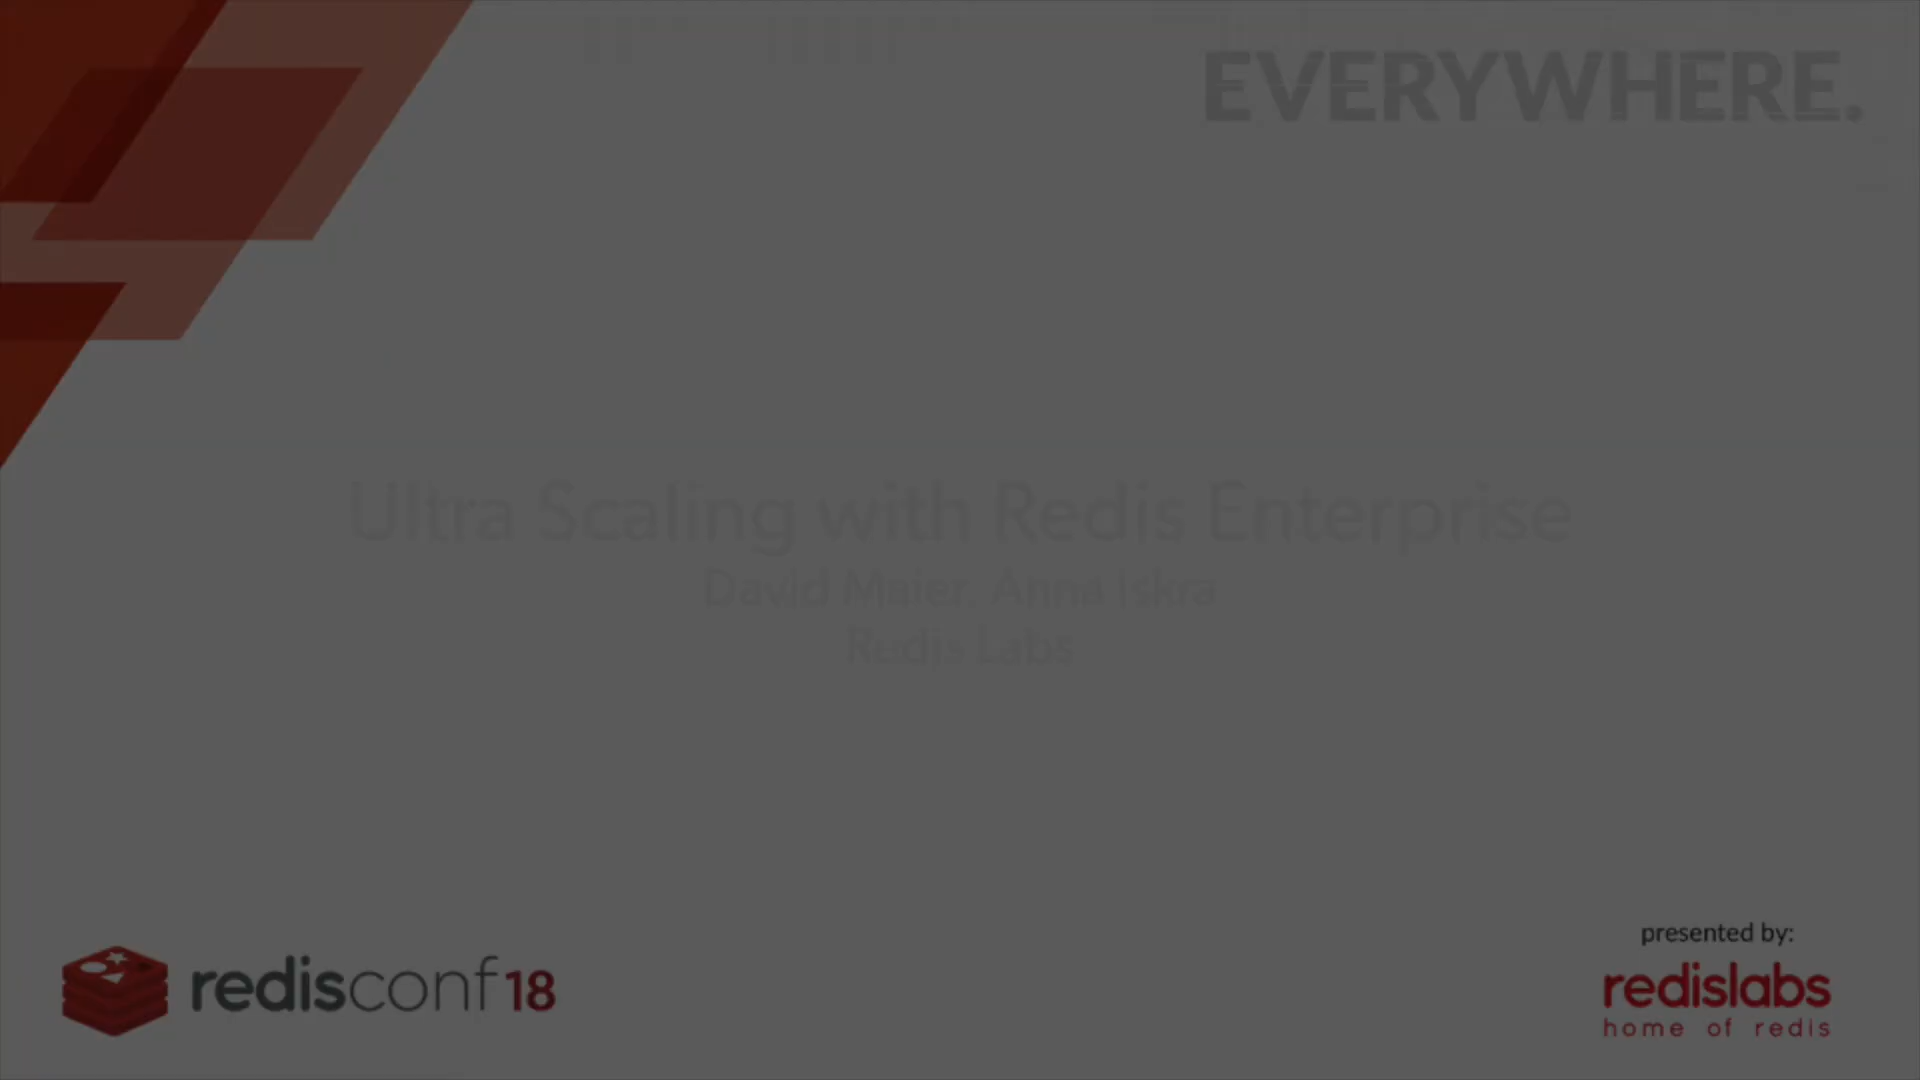 EVERYWHERE.
Ultra Scaling with Redis Enterprise
David Maier, Anna Iskra
Redis Labs
presented by:
redisconf18
redislabs
home of redis